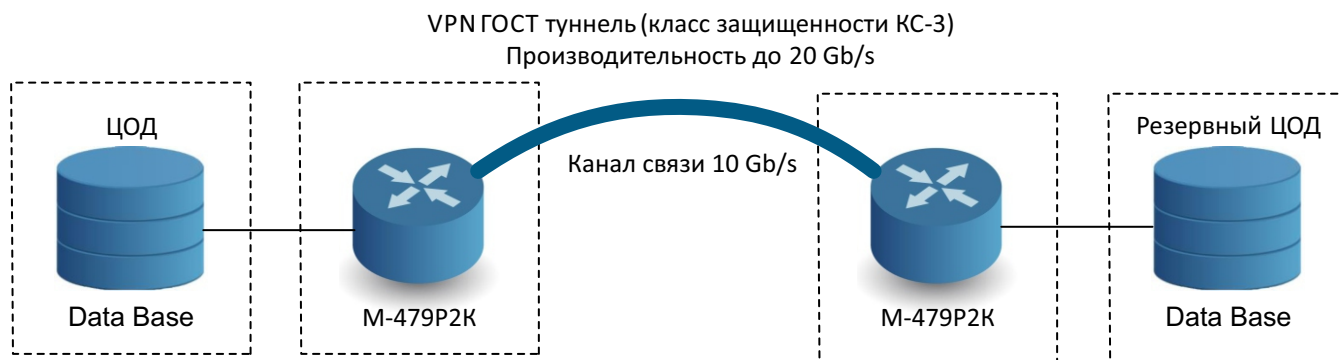 VPN ГОСТ туннель (класс защищенности КС-3)
Производительность до 20 Gb/s
ЦОД
Канал связи 10 Gb/s
Резервный ЦОД
Data Base
М-479Р2К
М-479Р2К
Data Base